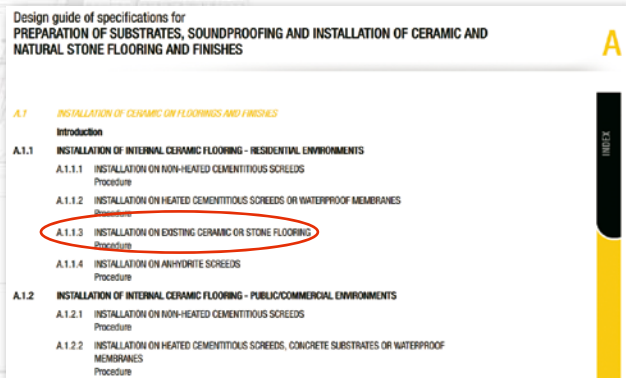 Design guide of specifications for
PREPARATION OF SUBSTRATES, SOUNDPROOFING AND INSTALLATION OF CERAMIC AND
NATURAL STONE FLOORING AND FINISHES
A
A.1 INSTALLATION OF CERAMIC ON FLOORINGS AND FINISHES
Introduction
A.1.1 INSTALLATION OF INTERNAL CERAMIC FLOORING - RESIDENTIAL ENVIRONMENTS
A.1.1.1 INSTALLATION ON NON-HEATED CEMENTITIOUS SCREEDS
Procedure
A.1.1.2 INSTALLATION ON HEATED CEMENTITIOUS SCREEDS OR WATERPROOF MEMBRANES
Procedure
A.1.1.3 INSTALLATION ON EXISTING CERAMIC OR STONE FLOORING
Procedure
A.1.1.4 INSTALLATION ON ANHYDRITE SCREEDS
Procedure
A.1.2 INSTALLATION OF INTERNAL CERAMIC FLOORING - PUBLIC/COMMERCIAL ENVIRONMENTS
A.1.2.1 INSTALLATION ON NON-HEATED CEMENTITIOUS SCREEDS
Procedure
A.1.2.2 INSTALLATION ON HEATED CEMENTITIOUS SCREEDS, CONCRETE SUBSTRATES OR WATERPROOF
MEMBRANES
Procedure
INDEX